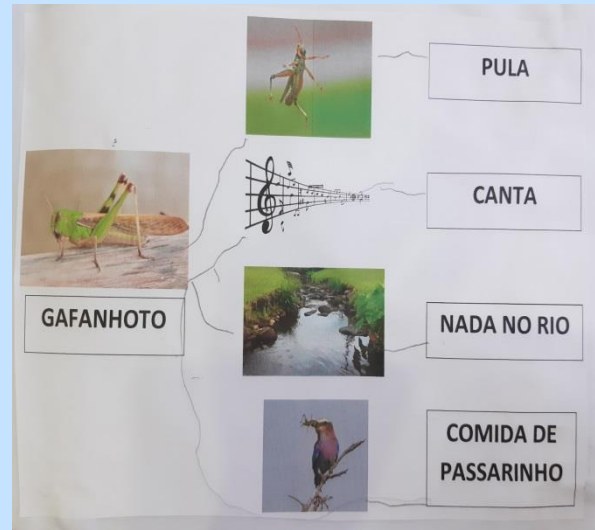 PULA
CANTA
GAFANHOTO
NADA NO RIO
COMIDA DE
PASSARINHO